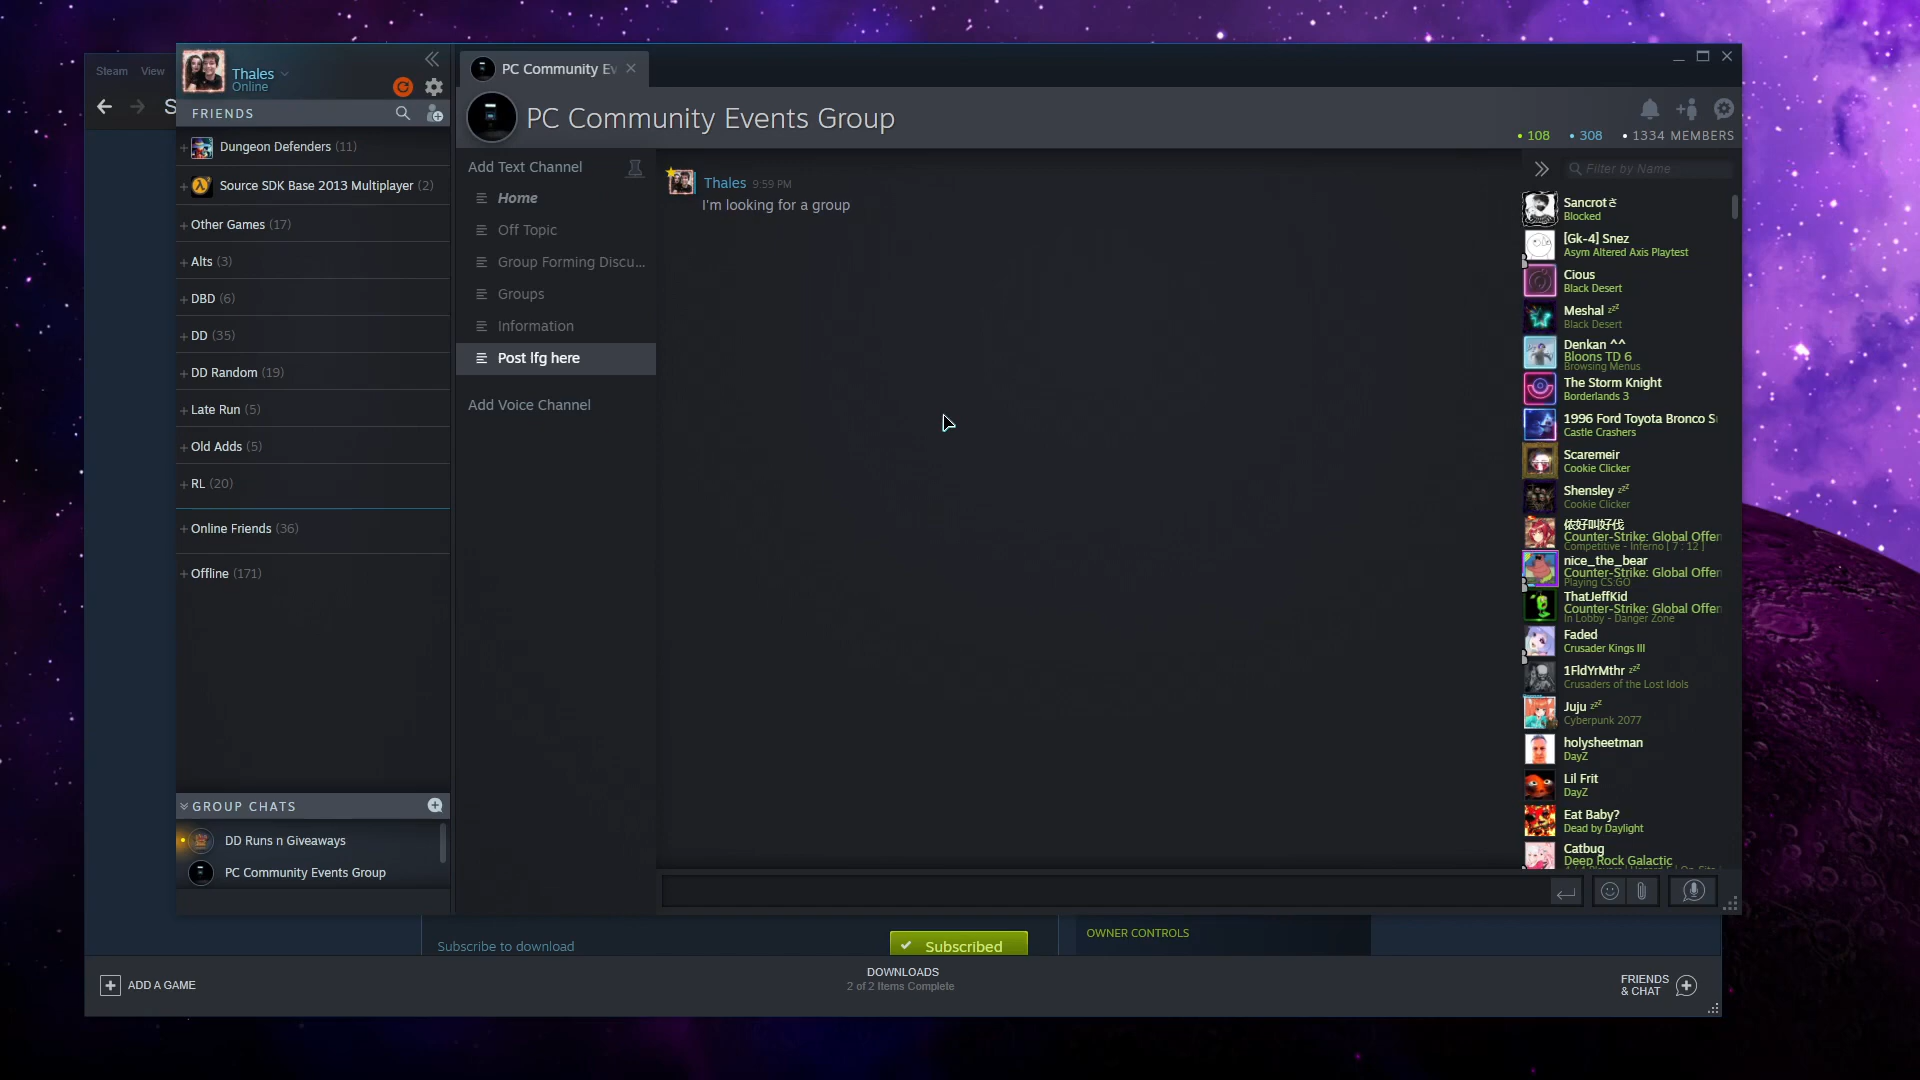 Steam View
S
Thales
Online
FRIENDS
Dungeon Defenders (11)
Source SDK Base 2013 Multiplayer (2)
Other Games (17)
Alts (3)
DBD (6)
DD (35)
DD Random (19)
Late Run (5)
Old Adds (5)
RL (20)
Online Friends (36)
Offline (171)
GROUP CHATS
DD Runs n Giveaways
PC Community Events Group
PC Community Ev
PC Community Events Group
108 308 1334 MEMBERS
Add Text Channel
Home
Off Topic
Group Forming Discu...
Groups
Information
Post lfg here
Add Voice Channel
Thales 9:59 PM
I'm looking for a group
Filter by Name
Sancrotさ
Blocked
[Gk-4] Snez
Asym Altered Axis Playtest
Cious
Black Desert
Meshal zzZ
Black Desert
Denkan ^^
Bloons TD 6
Browsing Menus
The Storm Knight
Borderlands 3
1996 Ford Toyota Bronco S
Castle Crashers
Scaremeir
Cookie Clicker
Shensley zzZ
Cookie Clicker
侬好叫好伐
Counter-Strike: Global Offen
Competitive - Inferno [ 7 : 12 ]
nice_the_bear
Counter-Strike: Global Offen
Playing CS:GO
ThatJeffKid
Counter-Strike: Global Offen
In Lobby - Danger Zone
Faded
Crusader Kings III
1FldYrMthr zzZ
Crusaders of the Lost Idols
Juju zzZ
Cyberpunk 2077
holysheetman
DayZ
Lil Frit
DayZ
Eat Baby?
Dead by Daylight
Catbug
Deep Rock Galactic
Subscribe to download
Subscribed
OWNER CONTROLS
ADD A GAME
DOWNLOADS
2 of 2 Items Complete
FRIENDS
& CHAT